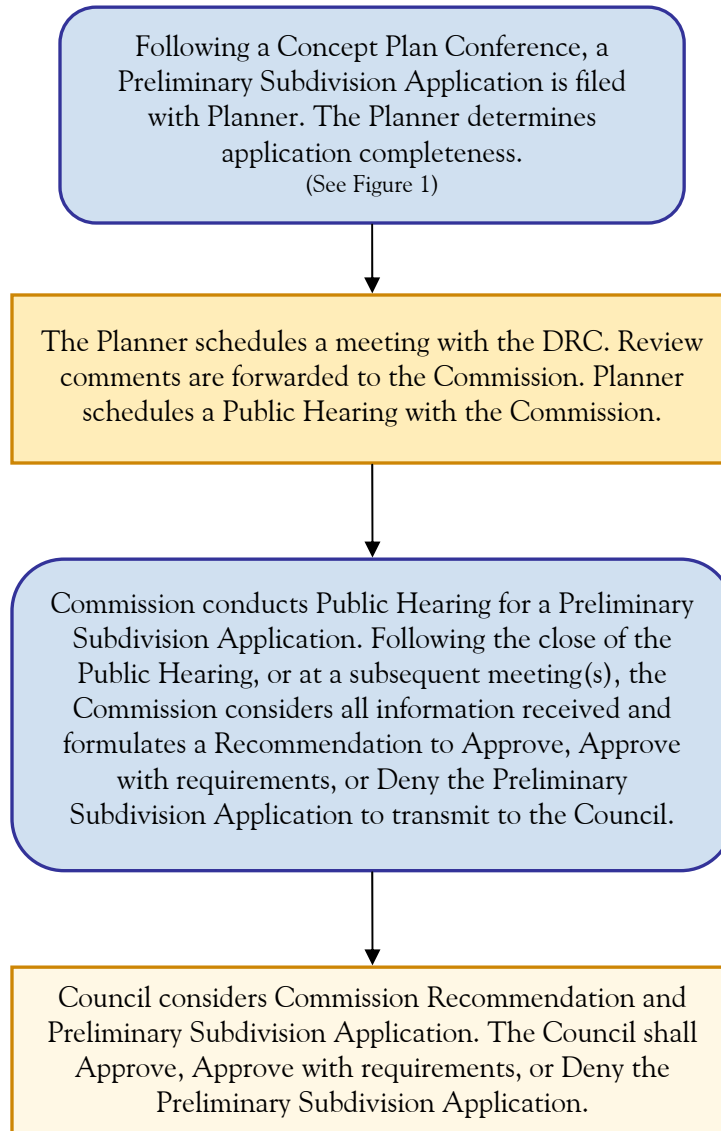 Following a Concept Plan Conference, a
Preliminary Subdivision Application is filed
with Planner. The Planner determines
application completeness.
(See Figure 1)
The Planner schedules a meeting with the DRC. Review
comments are forwarded to the Commission. Planner
schedules a Public Hearing with the Commission.
Commission conducts Public Hearing for a Preliminary
Subdivision Application. Following the close of the
Public Hearing, or at a subsequent meeting(s), the
Commission considers all information received and
formulates a Recommendation to Approve, Approve
with requirements, or Deny the Preliminary
Subdivision Application to transmit to the Council.
Council considers Commission Recommendation and
Preliminary Subdivision Application. The Council shall
Approve, Approve with requirements, or Deny the
Preliminary Subdivision Application.